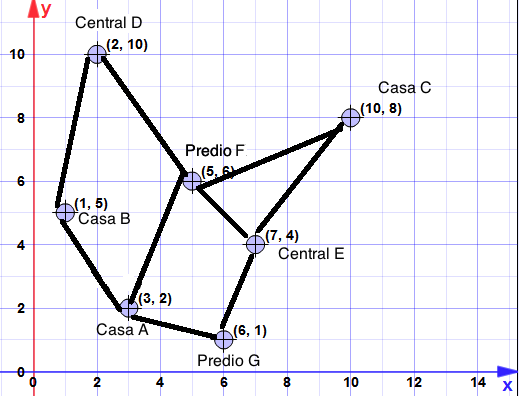 y
Central D
(2, 10)
10
Casa C
(10, 8)
8
Predio F
(5, 6)
6
(1, 5)
Casa B
(7, 4)
4
Central E
(3, 2)
2
Casa A
(6, 1)
Predio G
0
0 2 4 6 8 10 12 14 x